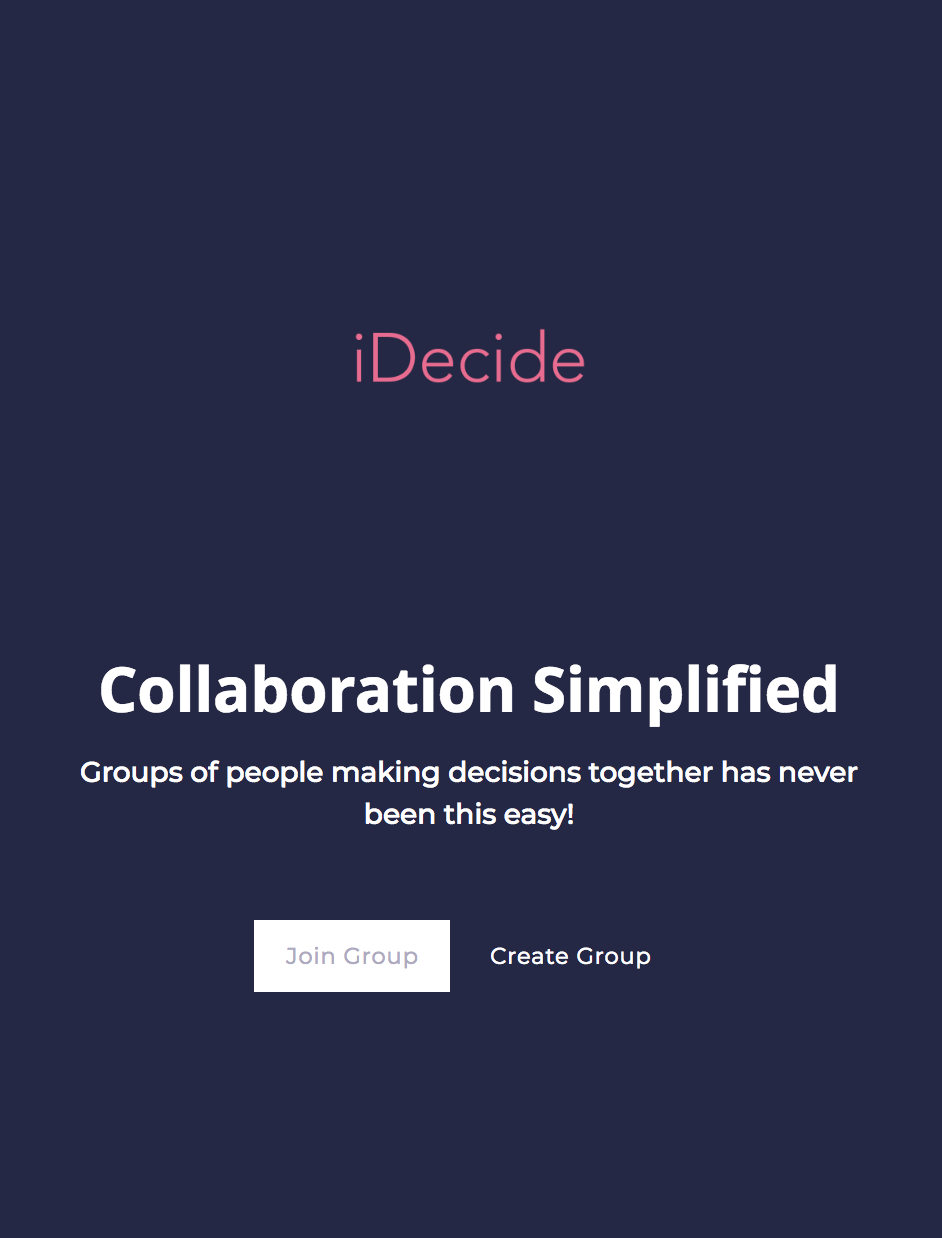 iDecide
Collaboration Simplified
Groups of people making decisions together has never
been this easy!
Join Group
Create Group